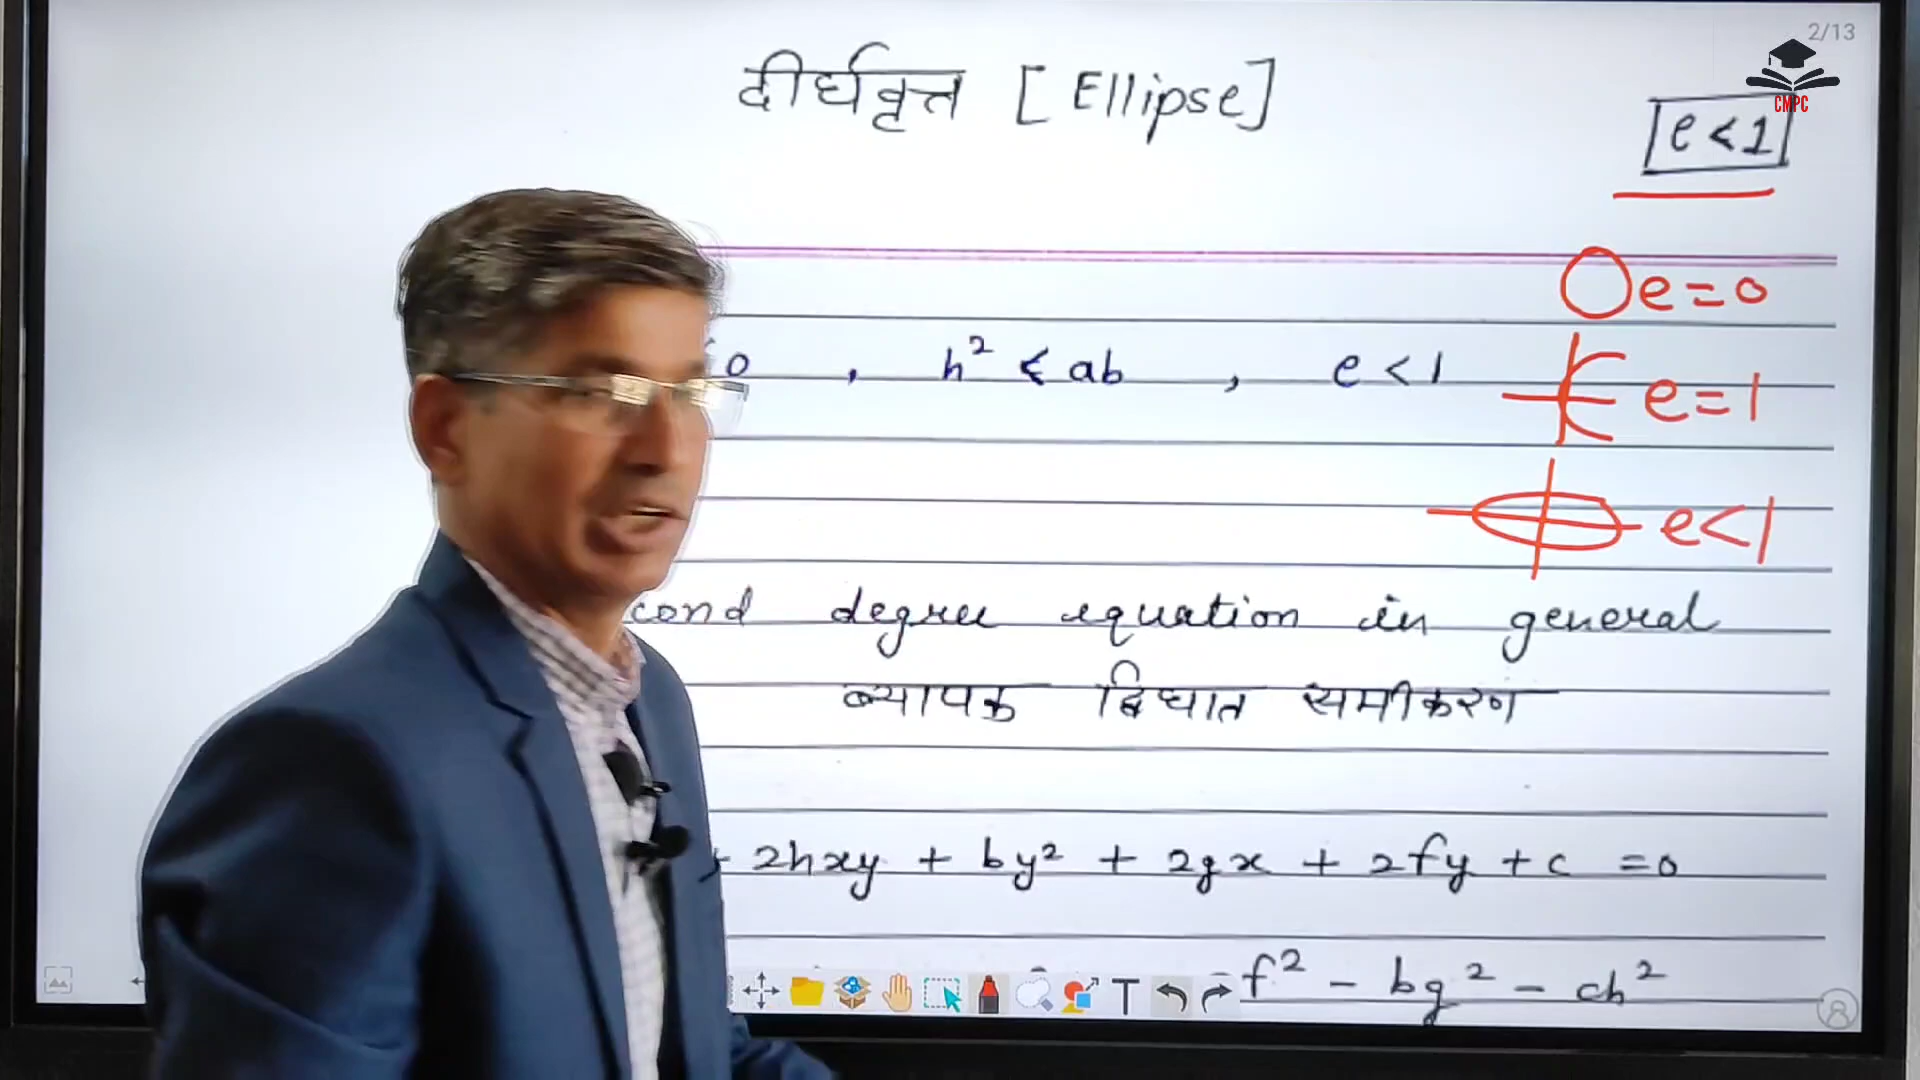 2/13
CMPC
दीर्घवृत्त [Ellipse]
e<1
e=0
0 , h² < ab , e < 1
e=1
e<1
cond degree equation in general
व्यापक द्विघात समीकरण
+ 2hxy + by² + 2gx + 2fy + c = 0
f² - bg² - ch²
T